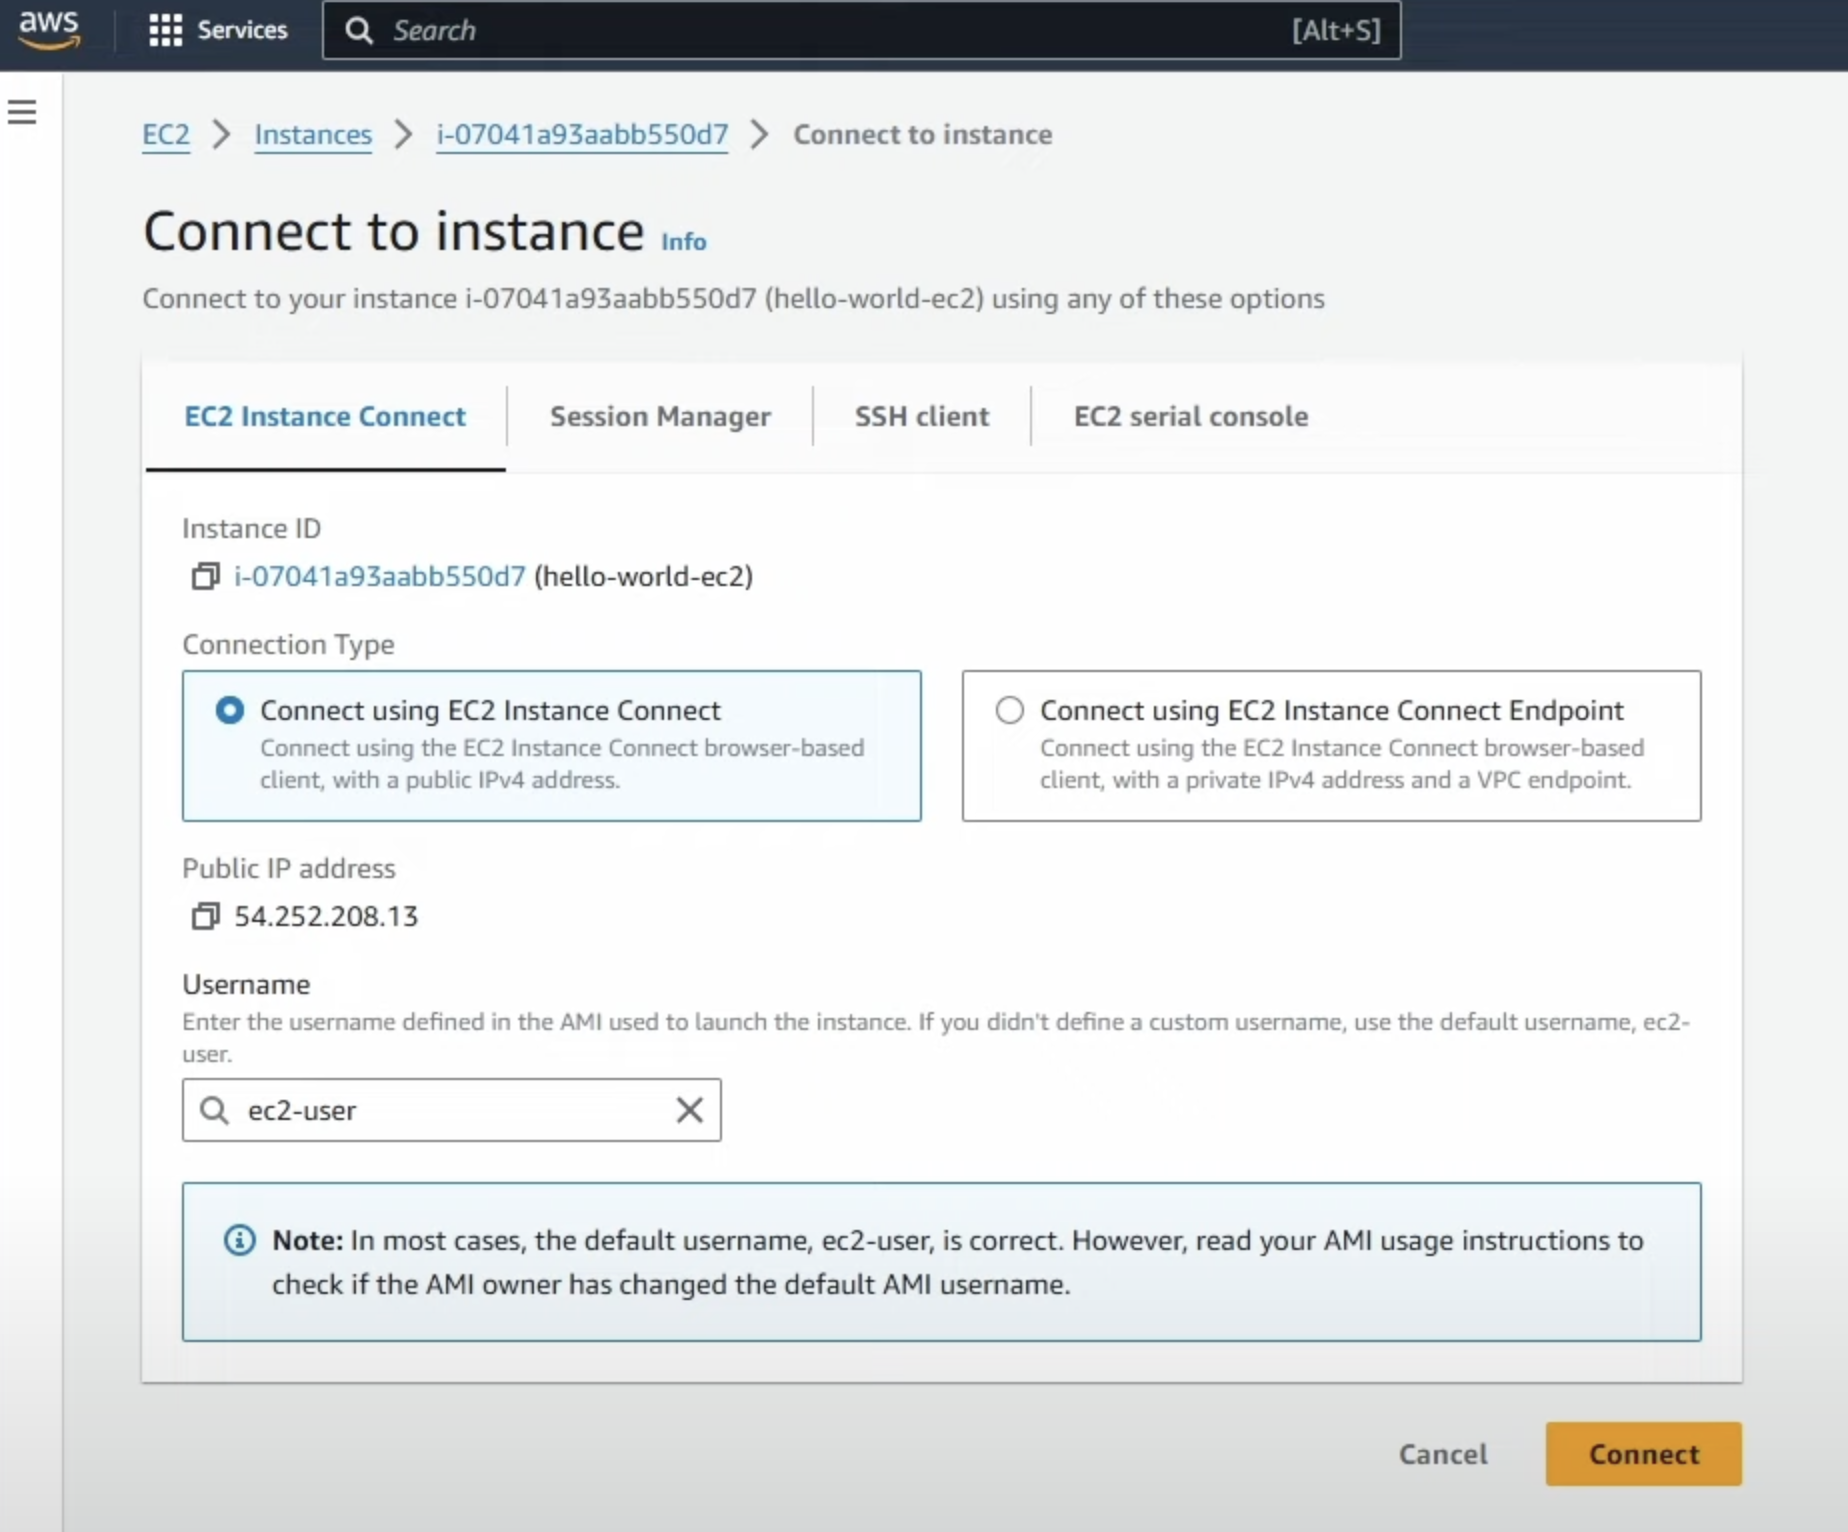 aws
Services
Search
[Alt+S]
EC2 > Instances > i-07041a93aabb550d7 > Connect to instance
Connect to instance Info
Connect to your instance i-07041a93aabb550d7 (hello-world-ec2) using any of these options
EC2 Instance Connect
Session Manager
SSH client
EC2 serial console
Instance ID
i-07041a93aabb550d7 (hello-world-ec2)
Connection Type
Connect using EC2 Instance Connect
Connect using the EC2 Instance Connect browser-based
client, with a public IPv4 address.
Connect using EC2 Instance Connect Endpoint
Connect using the EC2 Instance Connect browser-based
client, with a private IPv4 address and a VPC endpoint.
Public IP address
54.252.208.13
Username
Enter the username defined in the AMI used to launch the instance. If you didn't define a custom username, use the default username, ec2-
user.
ec2-user
Note: In most cases, the default username, ec2-user, is correct. However, read your AMI usage instructions to
check if the AMI owner has changed the default AMI username.
Cancel
Connect